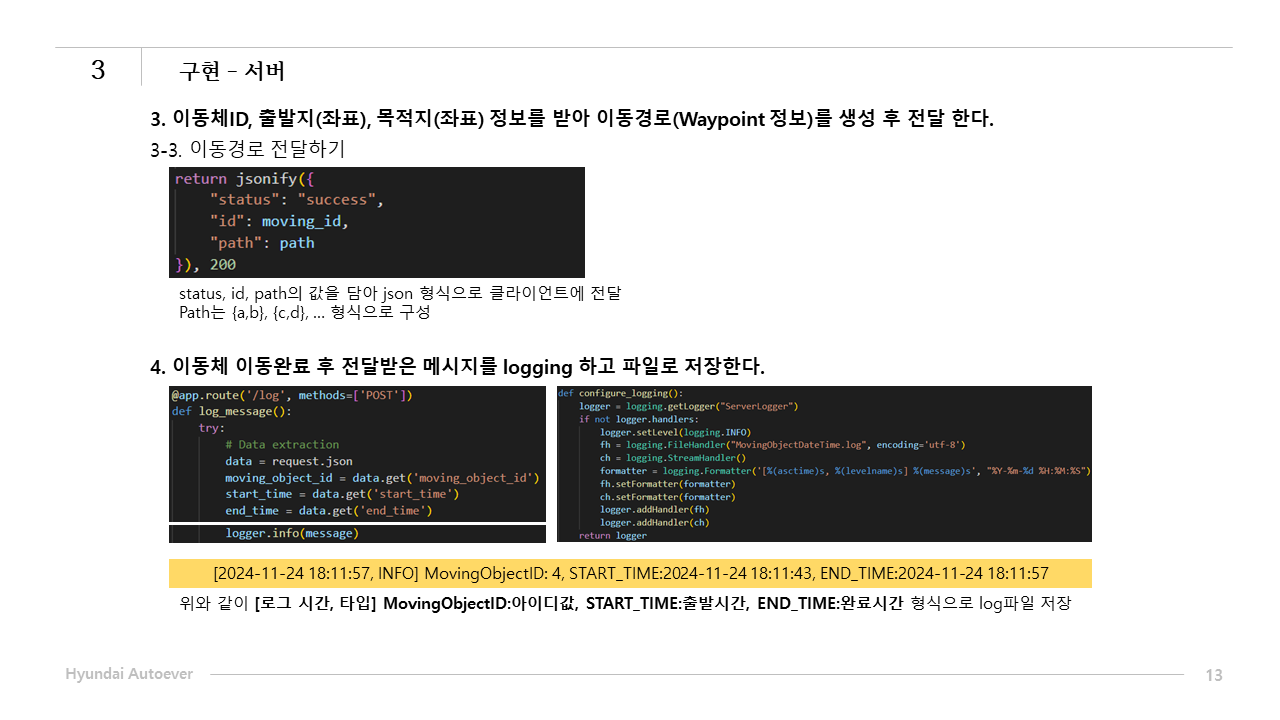 3
구현 – 서버
3. 이동체ID, 출발지(좌표), 목적지(좌표) 정보를 받아 이동경로(Waypoint 정보)를 생성 후 전달 한다.
3-3. 이동경로 전달하기
return jsonify({
"status": "success",
"id": moving_id,
"path": path
}), 200
status, id, path의 값을 담아 json 형식으로 클라이언트에 전달
Path는 {a,b}, {c,d}, ... 형식으로 구성
4. 이동체 이동완료 후 전달받은 메시지를 logging 하고 파일로 저장한다.
@app.route('/log', methods=['POST'])
def log_message():
try:
# Data extraction
data = request.json
moving_object_id = data.get('moving_object_id')
start_time = data.get('start_time')
end_time = data.get('end_time')
logger.info(message)
def configure_logging():
logger = logging.getLogger("ServerLogger")
if not logger.handlers:
logger.setLevel(logging.INFO)
fh = logging.FileHandler("MovingObjectDateTime.log", encoding='utf-8')
ch = logging.StreamHandler()
formatter = logging.Formatter('[%(asctime)s, %(levelname)s] %(message)s', "%Y-%m-%d %H:%M:%S")
fh.setFormatter(formatter)
ch.setFormatter(formatter)
logger.addHandler(fh)
logger.addHandler(ch)
return logger
[2024-11-24 18:11:57, INFO] MovingObjectID: 4, START_TIME:2024-11-24 18:11:43, END_TIME:2024-11-24 18:11:57
위와 같이 [로그 시간, 타입] MovingObjectID:아이디값, START_TIME:출발시간, END_TIME:완료시간 형식으로 log파일 저장
Hyundai Autoever
13